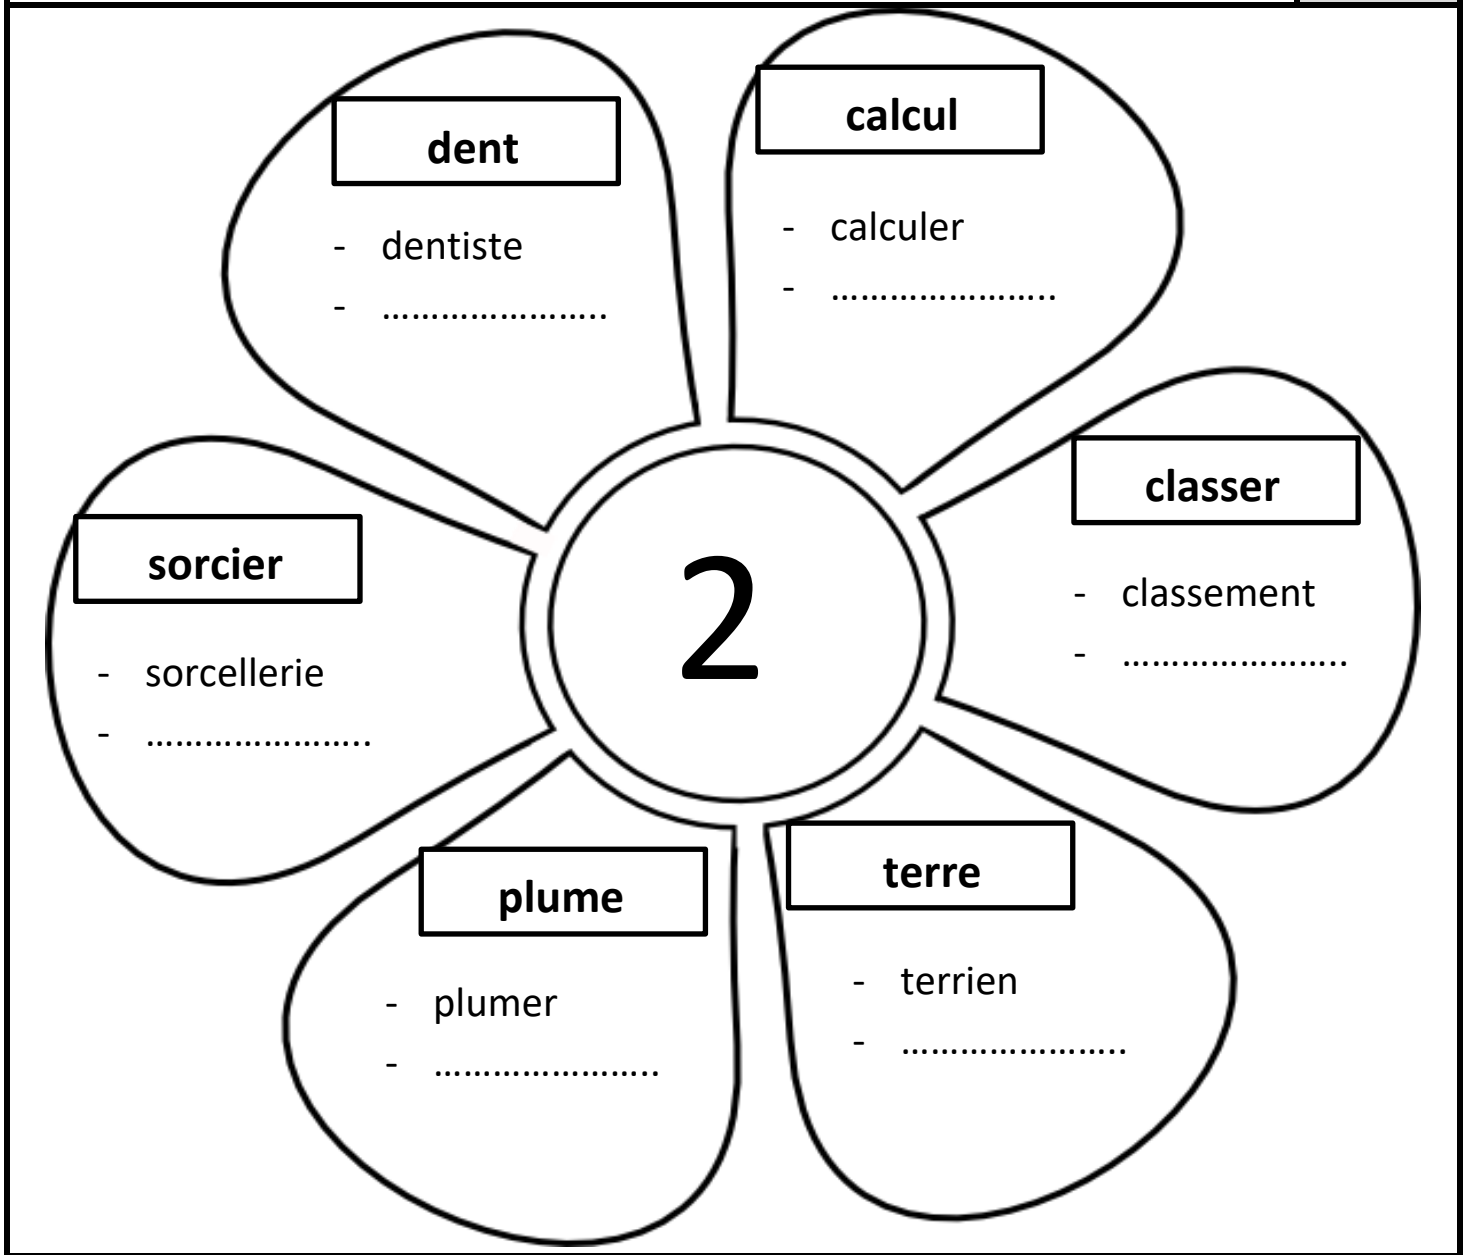 dent
- dentiste
- …………………..
calcul
- calculer
- …………………..
classer
- classement
- …………………..
sorcier
- sorcellerie
- …………………..
2
plume
- plumer
- …………………..
terre
- terrien
- …………………..